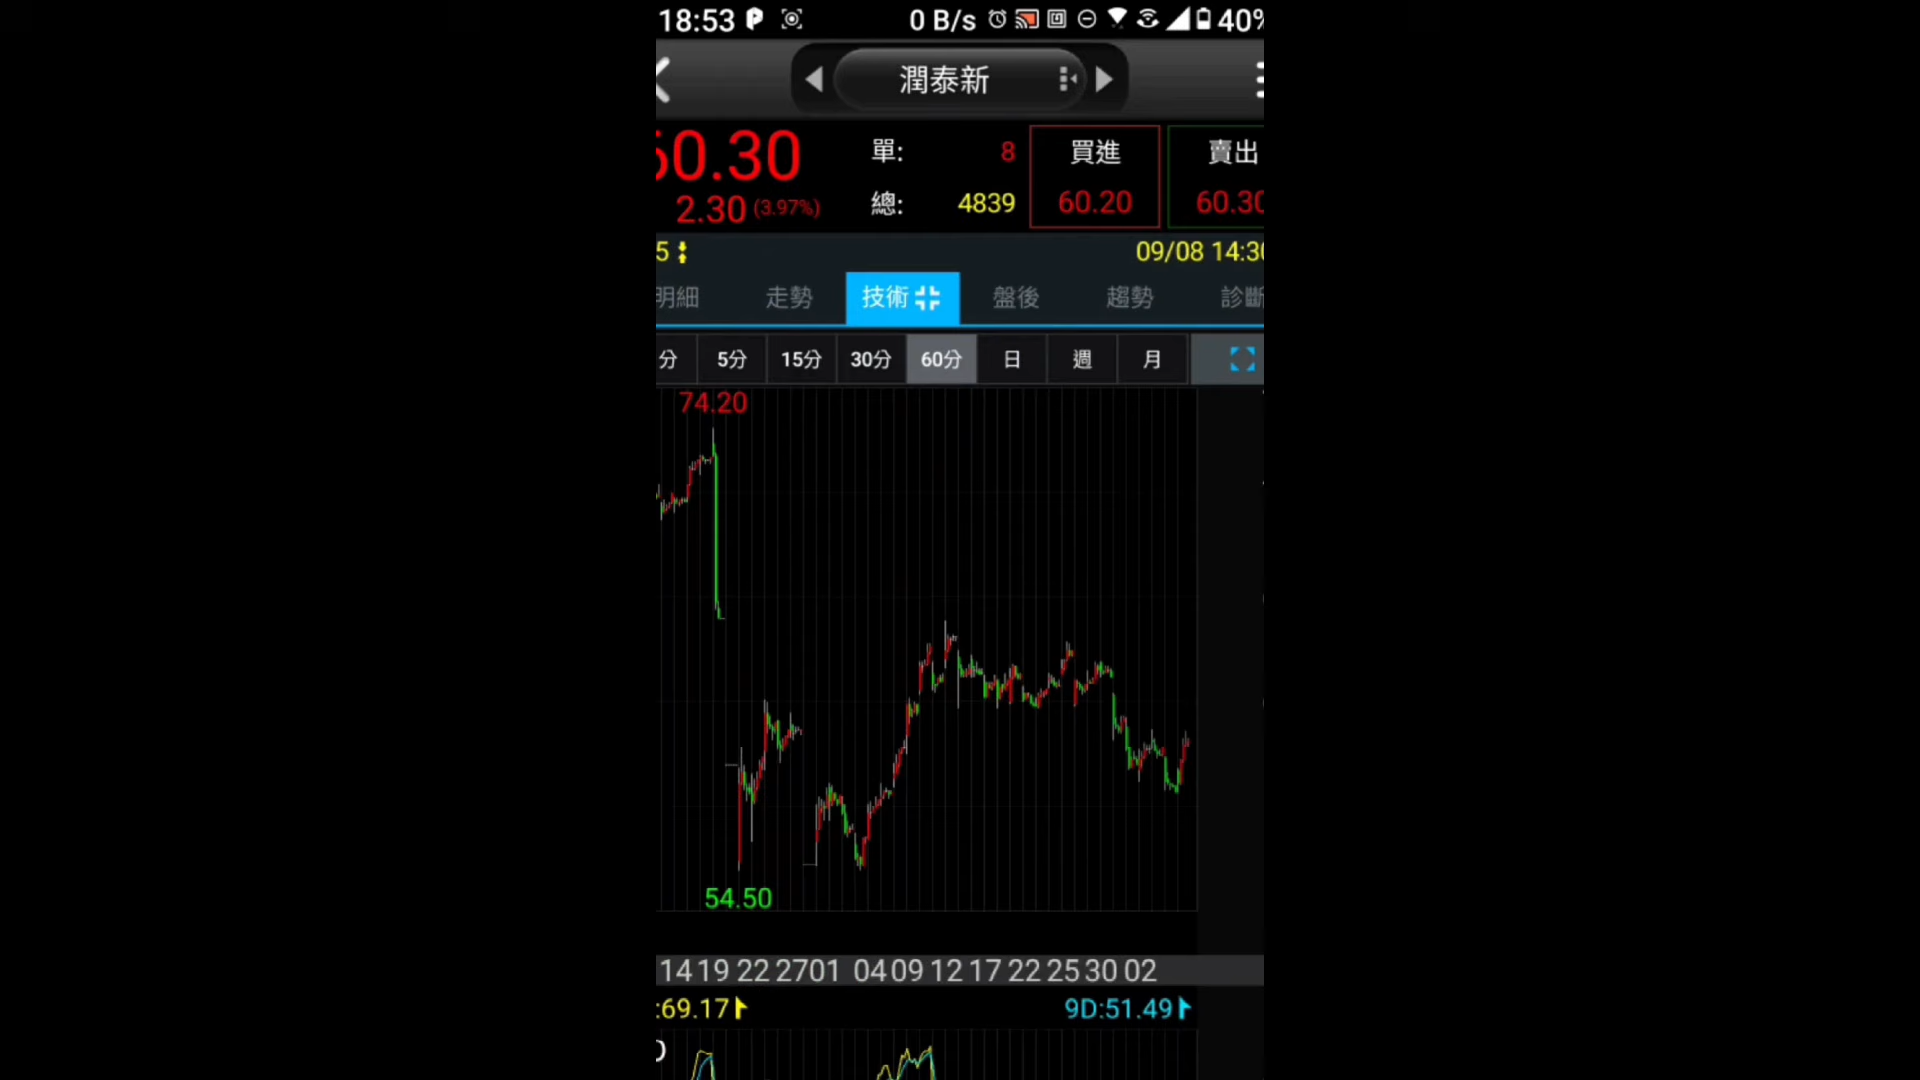 18:53 0 B/s 40%
潤泰新
60.30 單: 8 買進 賣出
2.30 (3.97%) 總: 4839 60.20 60.30
5 09/08 14:30
明細 走勢 技術 盤後 趨勢 診斷
分 5分 15分 30分 60分 日 週 月
74.20
54.50
14 19 22 27 01 04 09 12 17 22 25 30 02
:69.17 9D:51.49